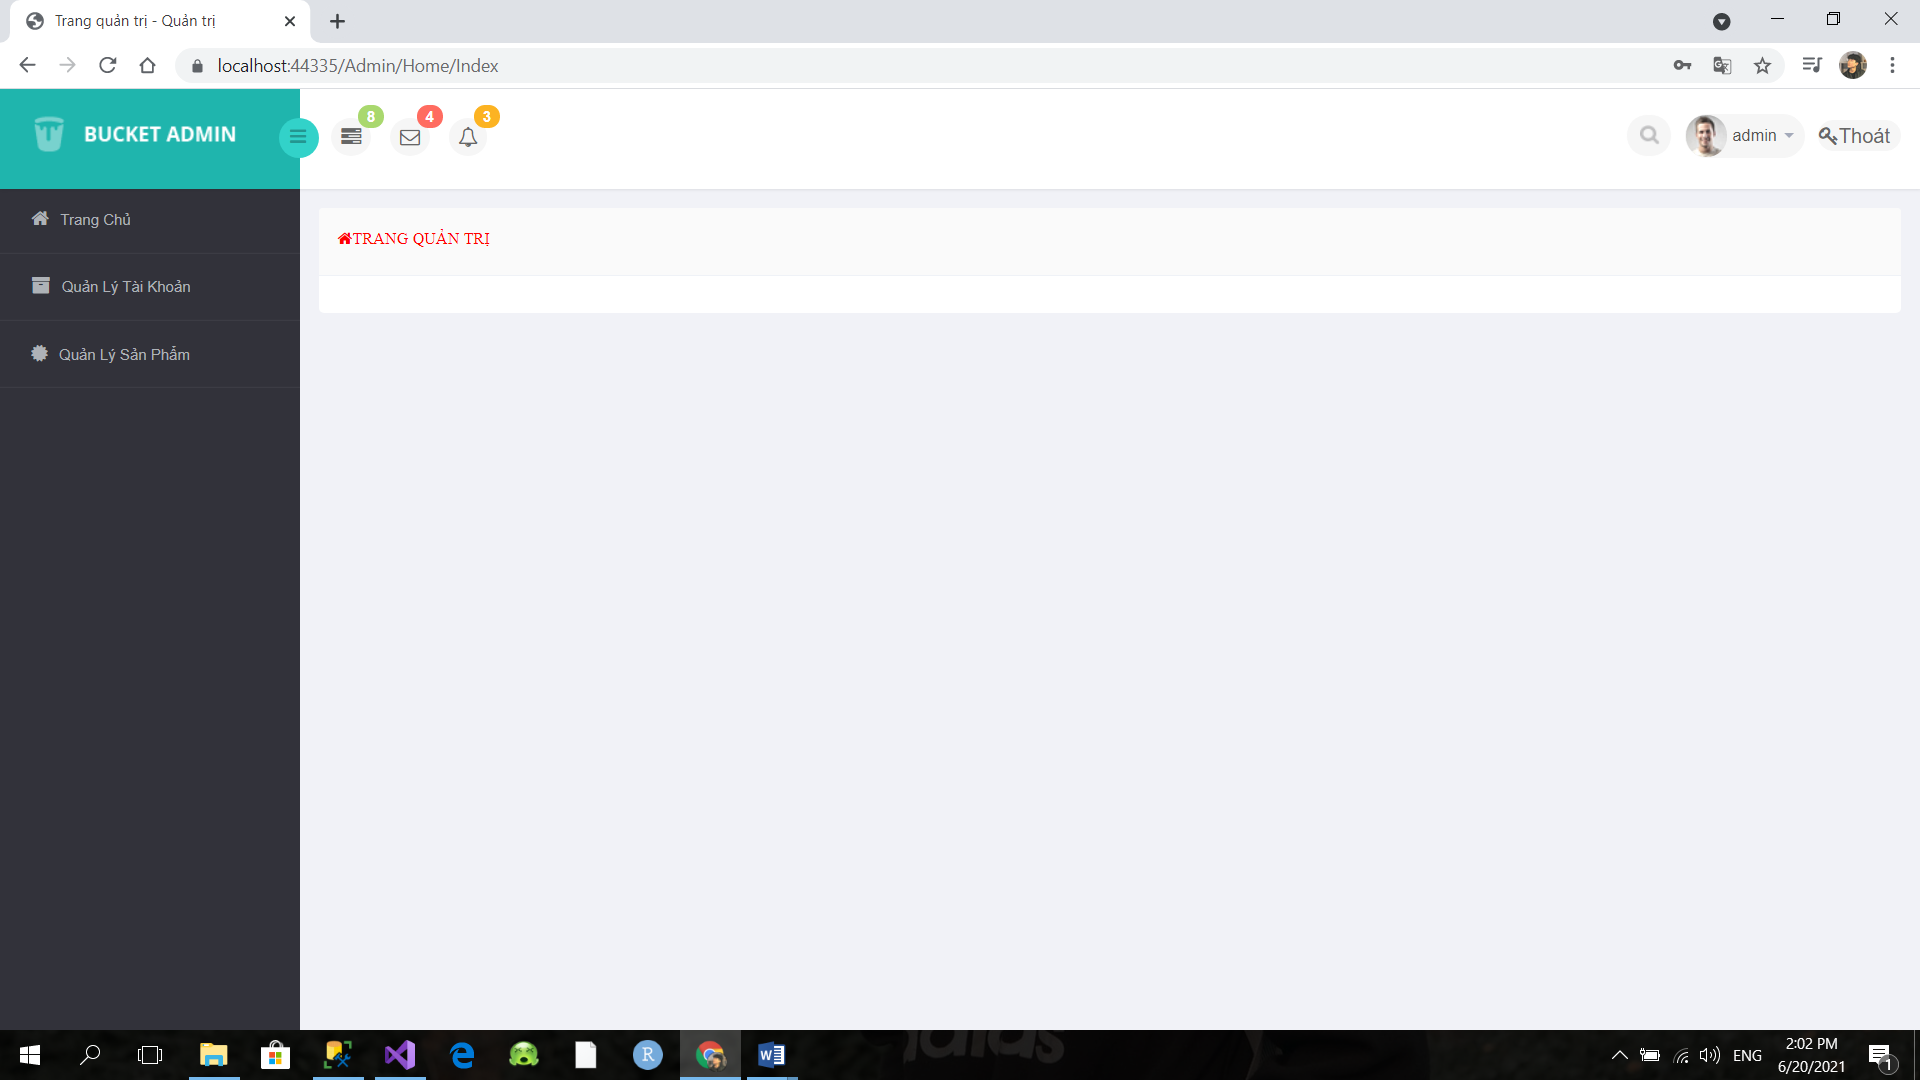 Trang quản trị - Quản trị
localhost:44335/Admin/Home/Index
BUCKET ADMIN
8
4
3
admin
Thoát
Trang Chủ
Quản Lý Tài Khoản
Quản Lý Sản Phẩm
TRANG QUẢN TRỊ
R
W
ENG
2:02 PM
6/20/2021
1